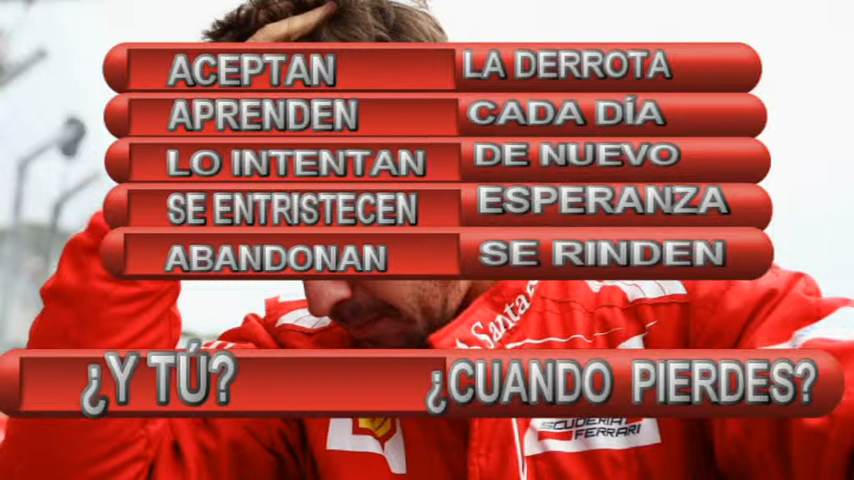 ACEPTAN LA DERROTA
APRENDEN CADA DÍA
LO INTENTAN DE NUEVO
SE ENTRISTECEN ESPERANZA
ABANDONAN SE RINDEN
Santa
¿Y TÚ? ¿CUANDO PIERDES?
SCUDERIA
FERRARI